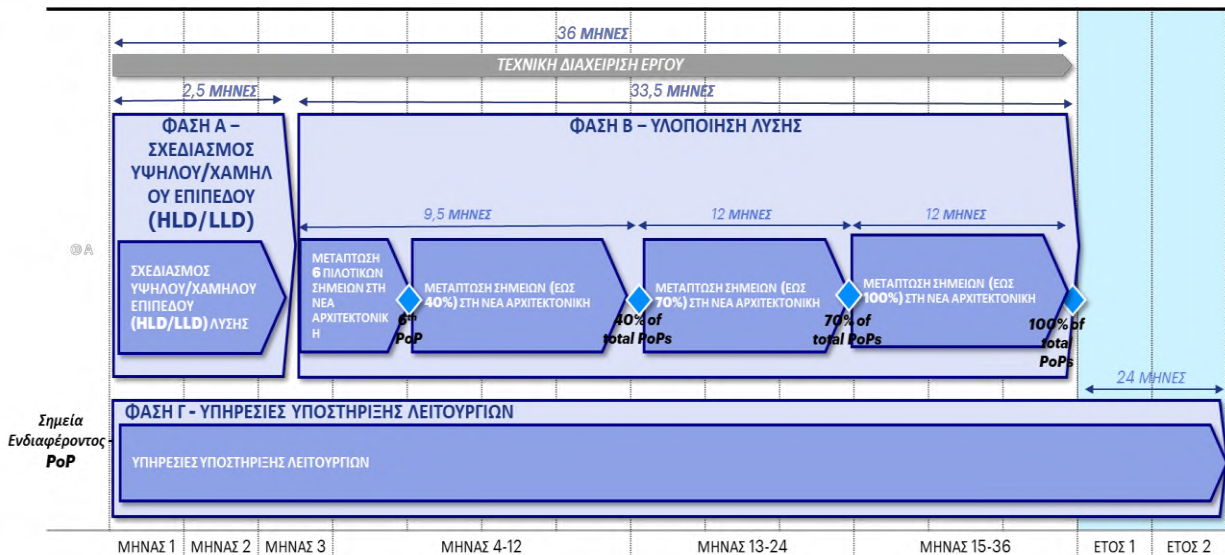 36 ΜΗΝΕΣ
ΤΕΧΝΙΚΗ ΔΙΑΧΕΙΡΙΣΗ ΕΡΓΟΥ
2,5 ΜΗΝΕΣ
33,5 ΜΗΝΕΣ
ΦΑΣΗ Α –
ΣΧΕΔΙΑΣΜΟΣ
ΥΨΗΛΟΥ/ΧΑΜΗΛ
ΟΥ ΕΠΙΠΕΔΟΥ
(HLD/LLD)
ΦΑΣΗ Β – ΥΛΟΠΟΙΗΣΗ ΛΥΣΗΣ
9,5 ΜΗΝΕΣ
12 ΜΗΝΕΣ
12 ΜΗΝΕΣ
ΣΧΕΔΙΑΣΜΟΣ
ΥΨΗΛΟΥ/ΧΑΜΗΛΟΥ
ΕΠΙΠΕΔΟΥ
(HLD/LLD) ΛΥΣΗΣ
ΜΕΤΑΠΤΩΣΗ
6 ΠΙΛΟΤΙΚΩΝ
ΣΗΜΕΙΩΝ ΣΤΗ
ΝΕΑ
ΑΡΧΙΤΕΚΤΟΝΙΚ
Η
ΜΕΤΑΠΤΩΣΗ ΣΗΜΕΙΩΝ (ΕΩΣ
40%) ΣΤΗ ΝΕΑ ΑΡΧΙΤΕΚΤΟΝΙΚΗ
ΜΕΤΑΠΤΩΣΗ ΣΗΜΕΙΩΝ (ΕΩΣ
70%) ΣΤΗ ΝΕΑ ΑΡΧΙΤΕΚΤΟΝΙΚΗ
ΜΕΤΑΠΤΩΣΗ ΣΗΜΕΙΩΝ (ΕΩΣ
100%) ΣΤΗ ΝΕΑ ΑΡΧΙΤΕΚΤΟΝΙΚΗ
6th
PoP
40% of
total PoPs
70% of
total PoPs
100% of
total
PoPs
24 ΜΗΝΕΣ
Σημεία
Ενδιαφέροντος
PoP
ΦΑΣΗ Γ - ΥΠΗΡΕΣΙΕΣ ΥΠΟΣΤΗΡΙΞΗΣ ΛΕΙΤΟΥΡΓΙΩΝ
ΥΠΗΡΕΣΙΕΣ ΥΠΟΣΤΗΡΙΞΗΣ ΛΕΙΤΟΥΡΓΙΩΝ
ΜΗΝΑΣ 1 ΜΗΝΑΣ 2 ΜΗΝΑΣ 3 ΜΗΝΑΣ 4-12 ΜΗΝΑΣ 13-24 ΜΗΝΑΣ 15-36 ΕΤΟΣ 1 ΕΤΟΣ 2